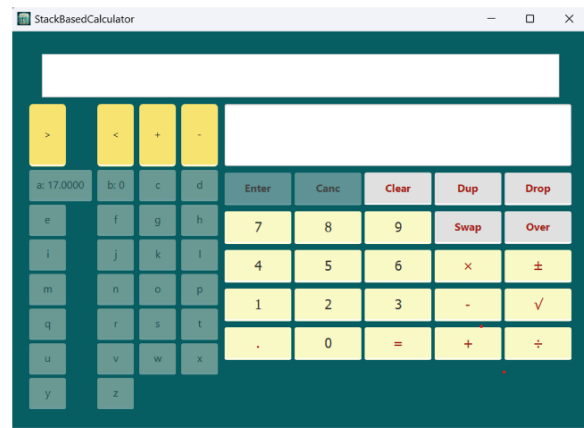 StackBasedCalculator
> < + -
a: 17.0000 b: 0 c d Enter Canc Clear Dup Drop
e f g h 7 8 9 Swap Over
i j k l 4 5 6 × ±
m n o p 1 2 3 - √
q r s t . 0 = + ÷
u v w x
y z